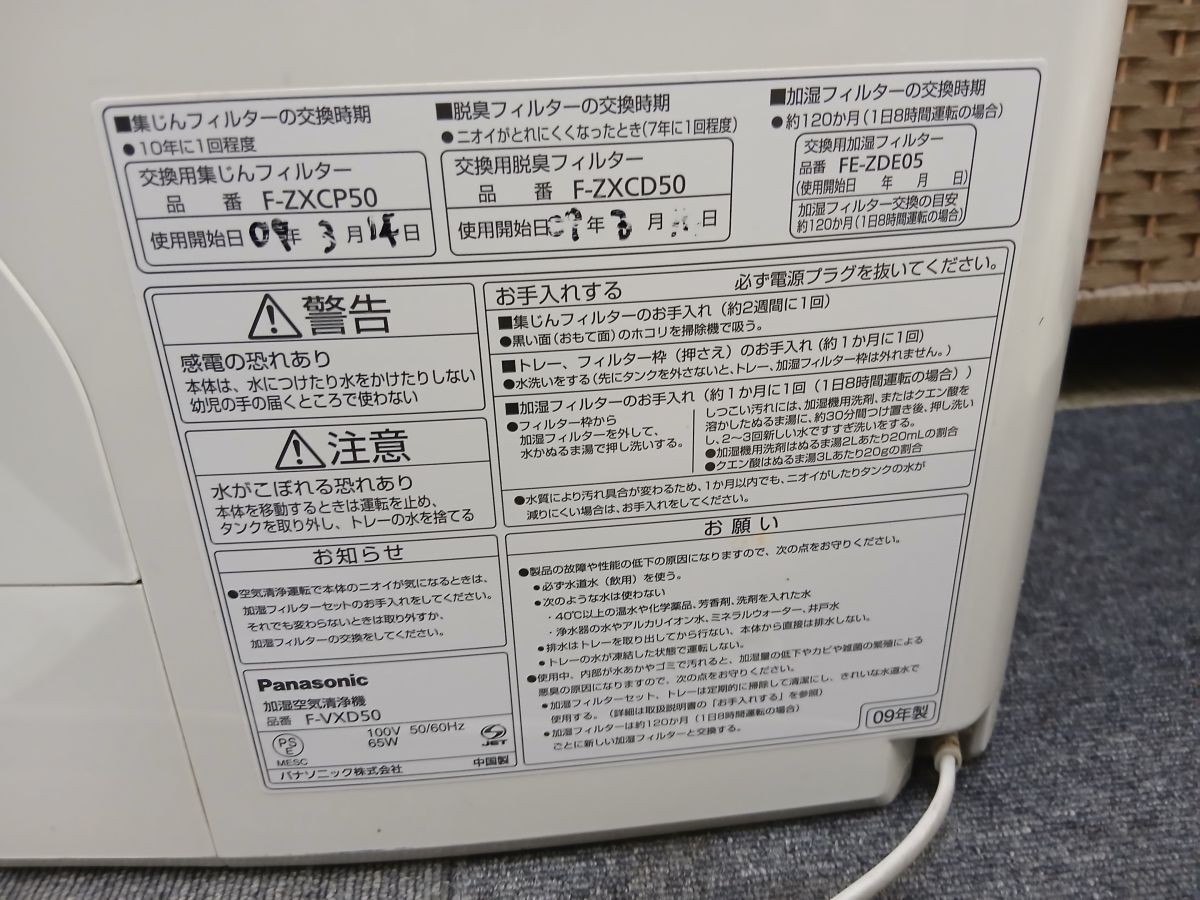 ■集じんフィルターの交換時期
●10年に1回程度
交換用集じんフィルター
品 番 F-ZXCP50
使用開始日 09年 3月 14日
■脱臭フィルターの交換時期
●ニオイがとれにくくなったとき(7年に1回程度)
交換用脱臭フィルター
品 番 F-ZXCD50
使用開始日 09年 3月 日
■加湿フィルターの交換時期
●約120か月(1日8時間運転の場合)
交換用加湿フィルター
品番 FE-ZDE05
(使用開始日 年 月 日)
加湿フィルター交換の目安
約120か月(1日8時間運転の場合)
⚠警告
感電の恐れあり
本体は、水につけたり水をかけたりしない
幼児の手の届くところで使わない
⚠注意
水がこぼれる恐れあり
本体を移動するときは運転を止め、
タンクを取り外し、トレーの水を捨てる
お知らせ
●空気清浄運転で本体のニオイが気になるときは、
加湿フィルターセットのお手入れをしてください。
それでも変わらないときは取り外すか、
加湿フィルターの交換をしてください。
Panasonic
加湿空気清浄機
品番 F-VXD50
100V 50/60Hz
65W
PSE
MESC
JET
パナソニック株式会社 中国製
お手入れする 必ず電源プラグを抜いてください。
■集じんフィルターのお手入れ(約2週間に1回)
●黒い面(おもて面)のホコリを掃除機で吸う。
■トレー、フィルター枠(押さえ)のお手入れ(約1か月に1回)
●水洗いをする(先にタンクを外さないと、トレー、加湿フィルター枠は外れません。)
■加湿フィルターのお手入れ(約1か月に1回(1日8時間運転の場合))
●フィルター枠から
加湿フィルターを外して、
水かぬるま湯で押し洗いする。
しつこい汚れには、加湿機用洗剤、またはクエン酸を
溶かしたぬるま湯に、約30分間つけ置き後、押し洗い
し、2~3回新しい水ですすぎ洗いをする。
●加湿機用洗剤はぬるま湯2Lあたり20mLの割合
●クエン酸はぬるま湯3Lあたり20gの割合
●水質により汚れ具合が変わるため、1か月以内でも、ニオイがしたりタンクの水が
減りにくい場合は、お手入れをしてください。
お願い
●製品の故障や性能の低下の原因になりますので、次の点をお守りください。
●必ず水道水(飲用)を使う。
●次のような水は使わない
・40℃以上の温水や化学薬品、芳香剤、洗剤を入れた水
・浄水器の水やアルカリイオン水、ミネラルウォーター、井戸水
●排水はトレーを取り出してから行ない、本体から直接は排水しない。
●トレーの水が凍結した状態で運転しない。
●使用中、内部が水あかやゴミで汚れると、加湿量の低下やカビや雑菌の繁殖による
悪臭の原因になりますので、次の点をお守りください。
●加湿フィルターセット、トレーは定期的に掃除して清潔にし、きれいな水道水で
使用する。(詳細は取扱説明書の「お手入れする」を参照)
●加湿フィルターは約120か月(1日8時間の場合)
ごとに新しい加湿フィルターと交換する。
09年製